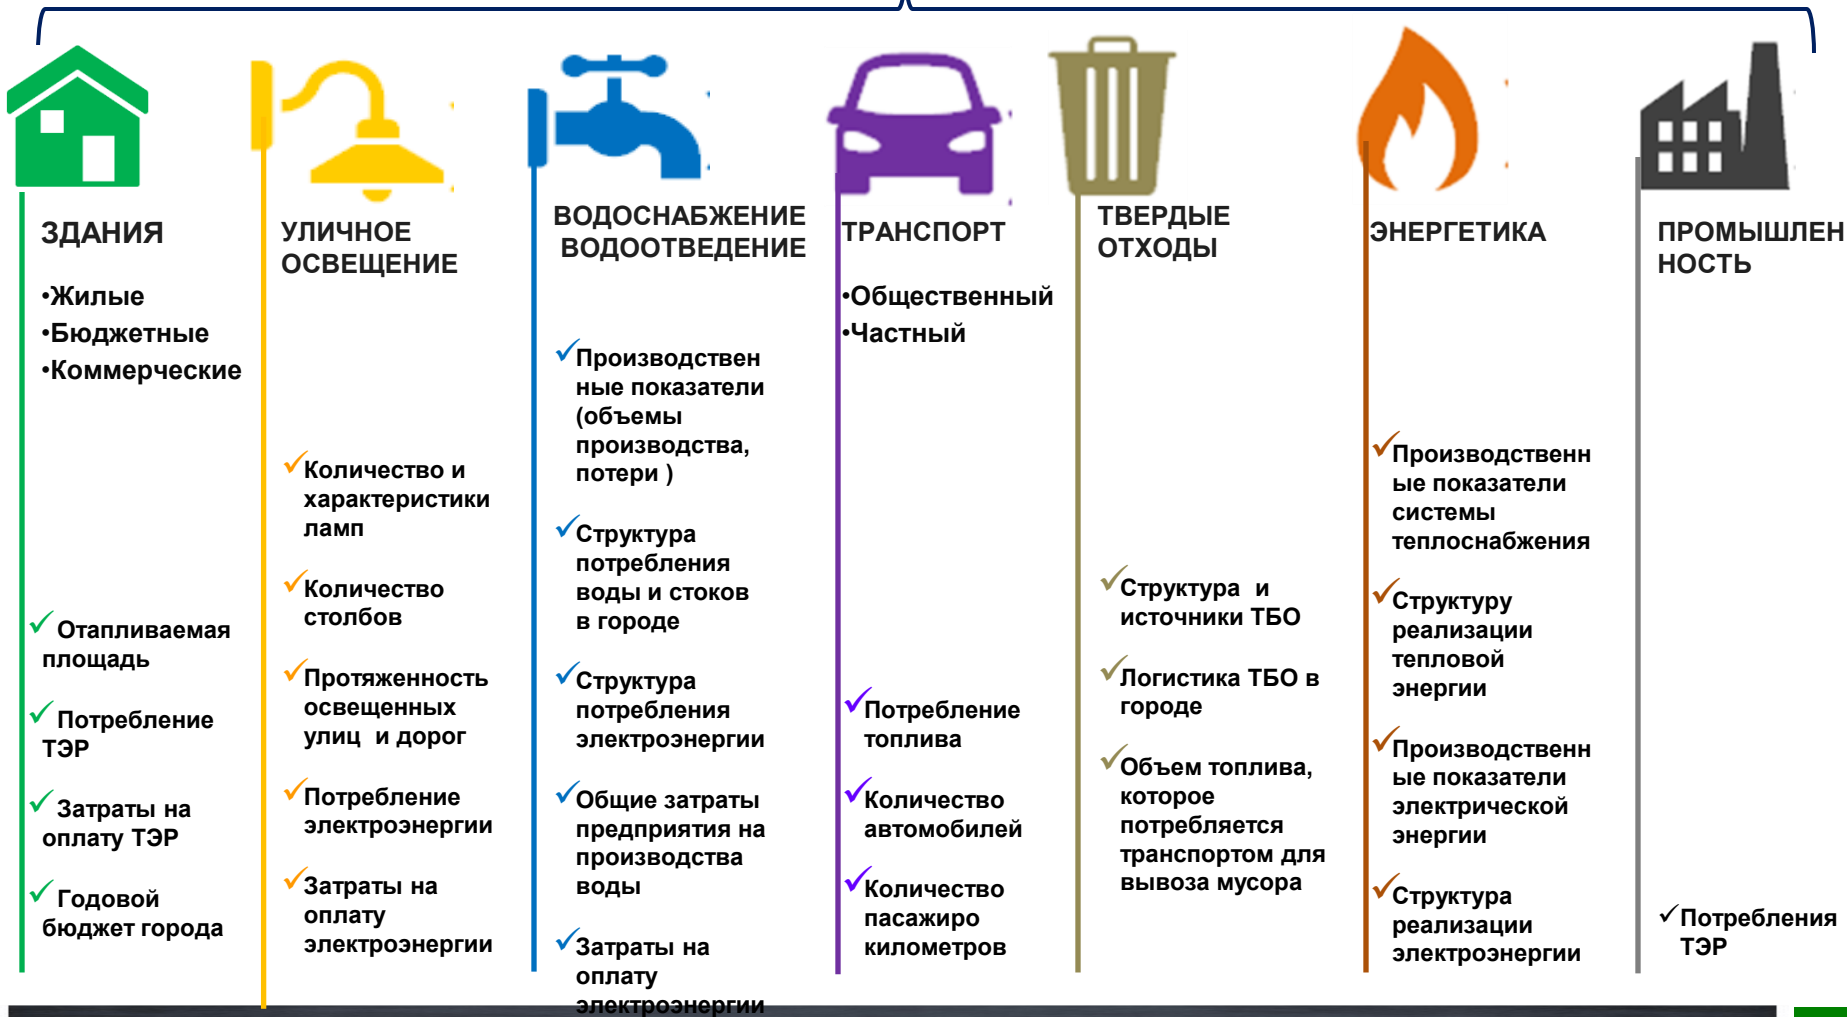 ЗДАНИЯ
•Жилые
•Бюджетные
•Коммерческие
Отапливаемая
площадь
Потребление
ТЭР
Затраты на
оплату ТЭР
Годовой
бюджет города
УЛИЧНОЕ
ОСВЕЩЕНИЕ
Количество и
характеристики
ламп
Количество
столбов
Протяженность
освещенных
улиц и дорог
Потребление
электроэнергии
Затраты на
оплату
электроэнергии
ВОДОСНАБЖЕНИЕ
ВОДООТВЕДЕНИЕ
Производствен
ные показатели
(объемы
производства,
потери )
Структура
потребления
воды и стоков
в городе
Структура
потребления
электроэнергии
Общие затраты
предприятия на
производства
воды
Затраты на
оплату
электроэнергии
ТРАНСПОРТ
•Общественный
•Частный
Потребление
топлива
Количество
автомобилей
Количество
пасажиро
километров
ТВЕРДЫЕ
ОТХОДЫ
Структура и
источники ТБО
Логистика ТБО в
городе
Объем топлива,
которое
потребляется
транспортом для
вывоза мусора
ЭНЕРГЕТИКА
Производственн
ые показатели
системы
теплоснабжения
Структуру
реализации
тепловой
энергии
Производственн
ые показатели
электрической
энергии
Структура
реализации
электроэнергии
ПРОМЫШЛЕН
НОСТЬ
Потребления
ТЭР